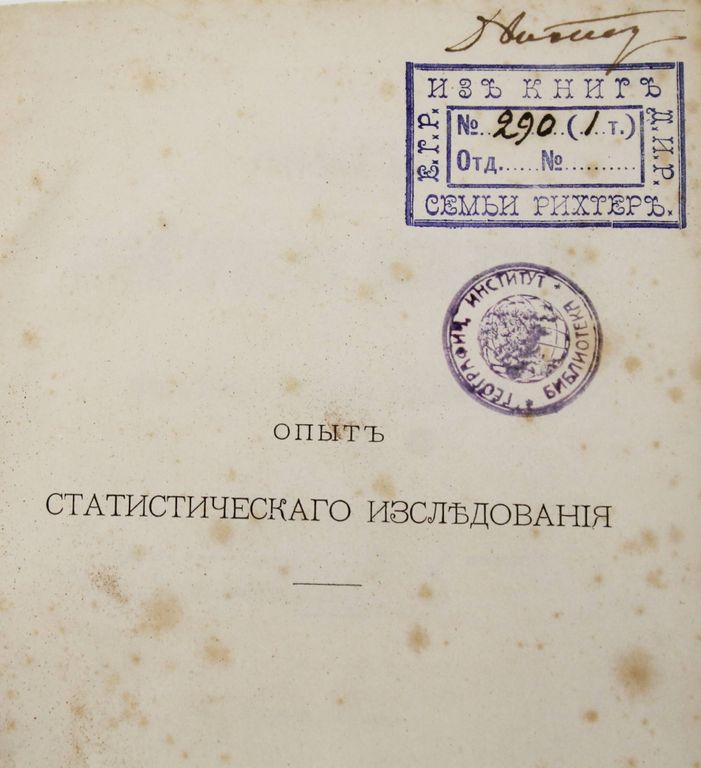 ИЗЪ КНИГЪ
Е.Г.Р.
№ 290 (1 т.)
Отд. №
СЕМЬИ РИХТЕРЪ.
ГЕОГРАФИЧ. ИНСТИТУТ
БИБЛИОТЕКА
ОПЫТЪ
СТАТИСТИЧЕСКАГО ИЗСЛѢДОВАНІЯ